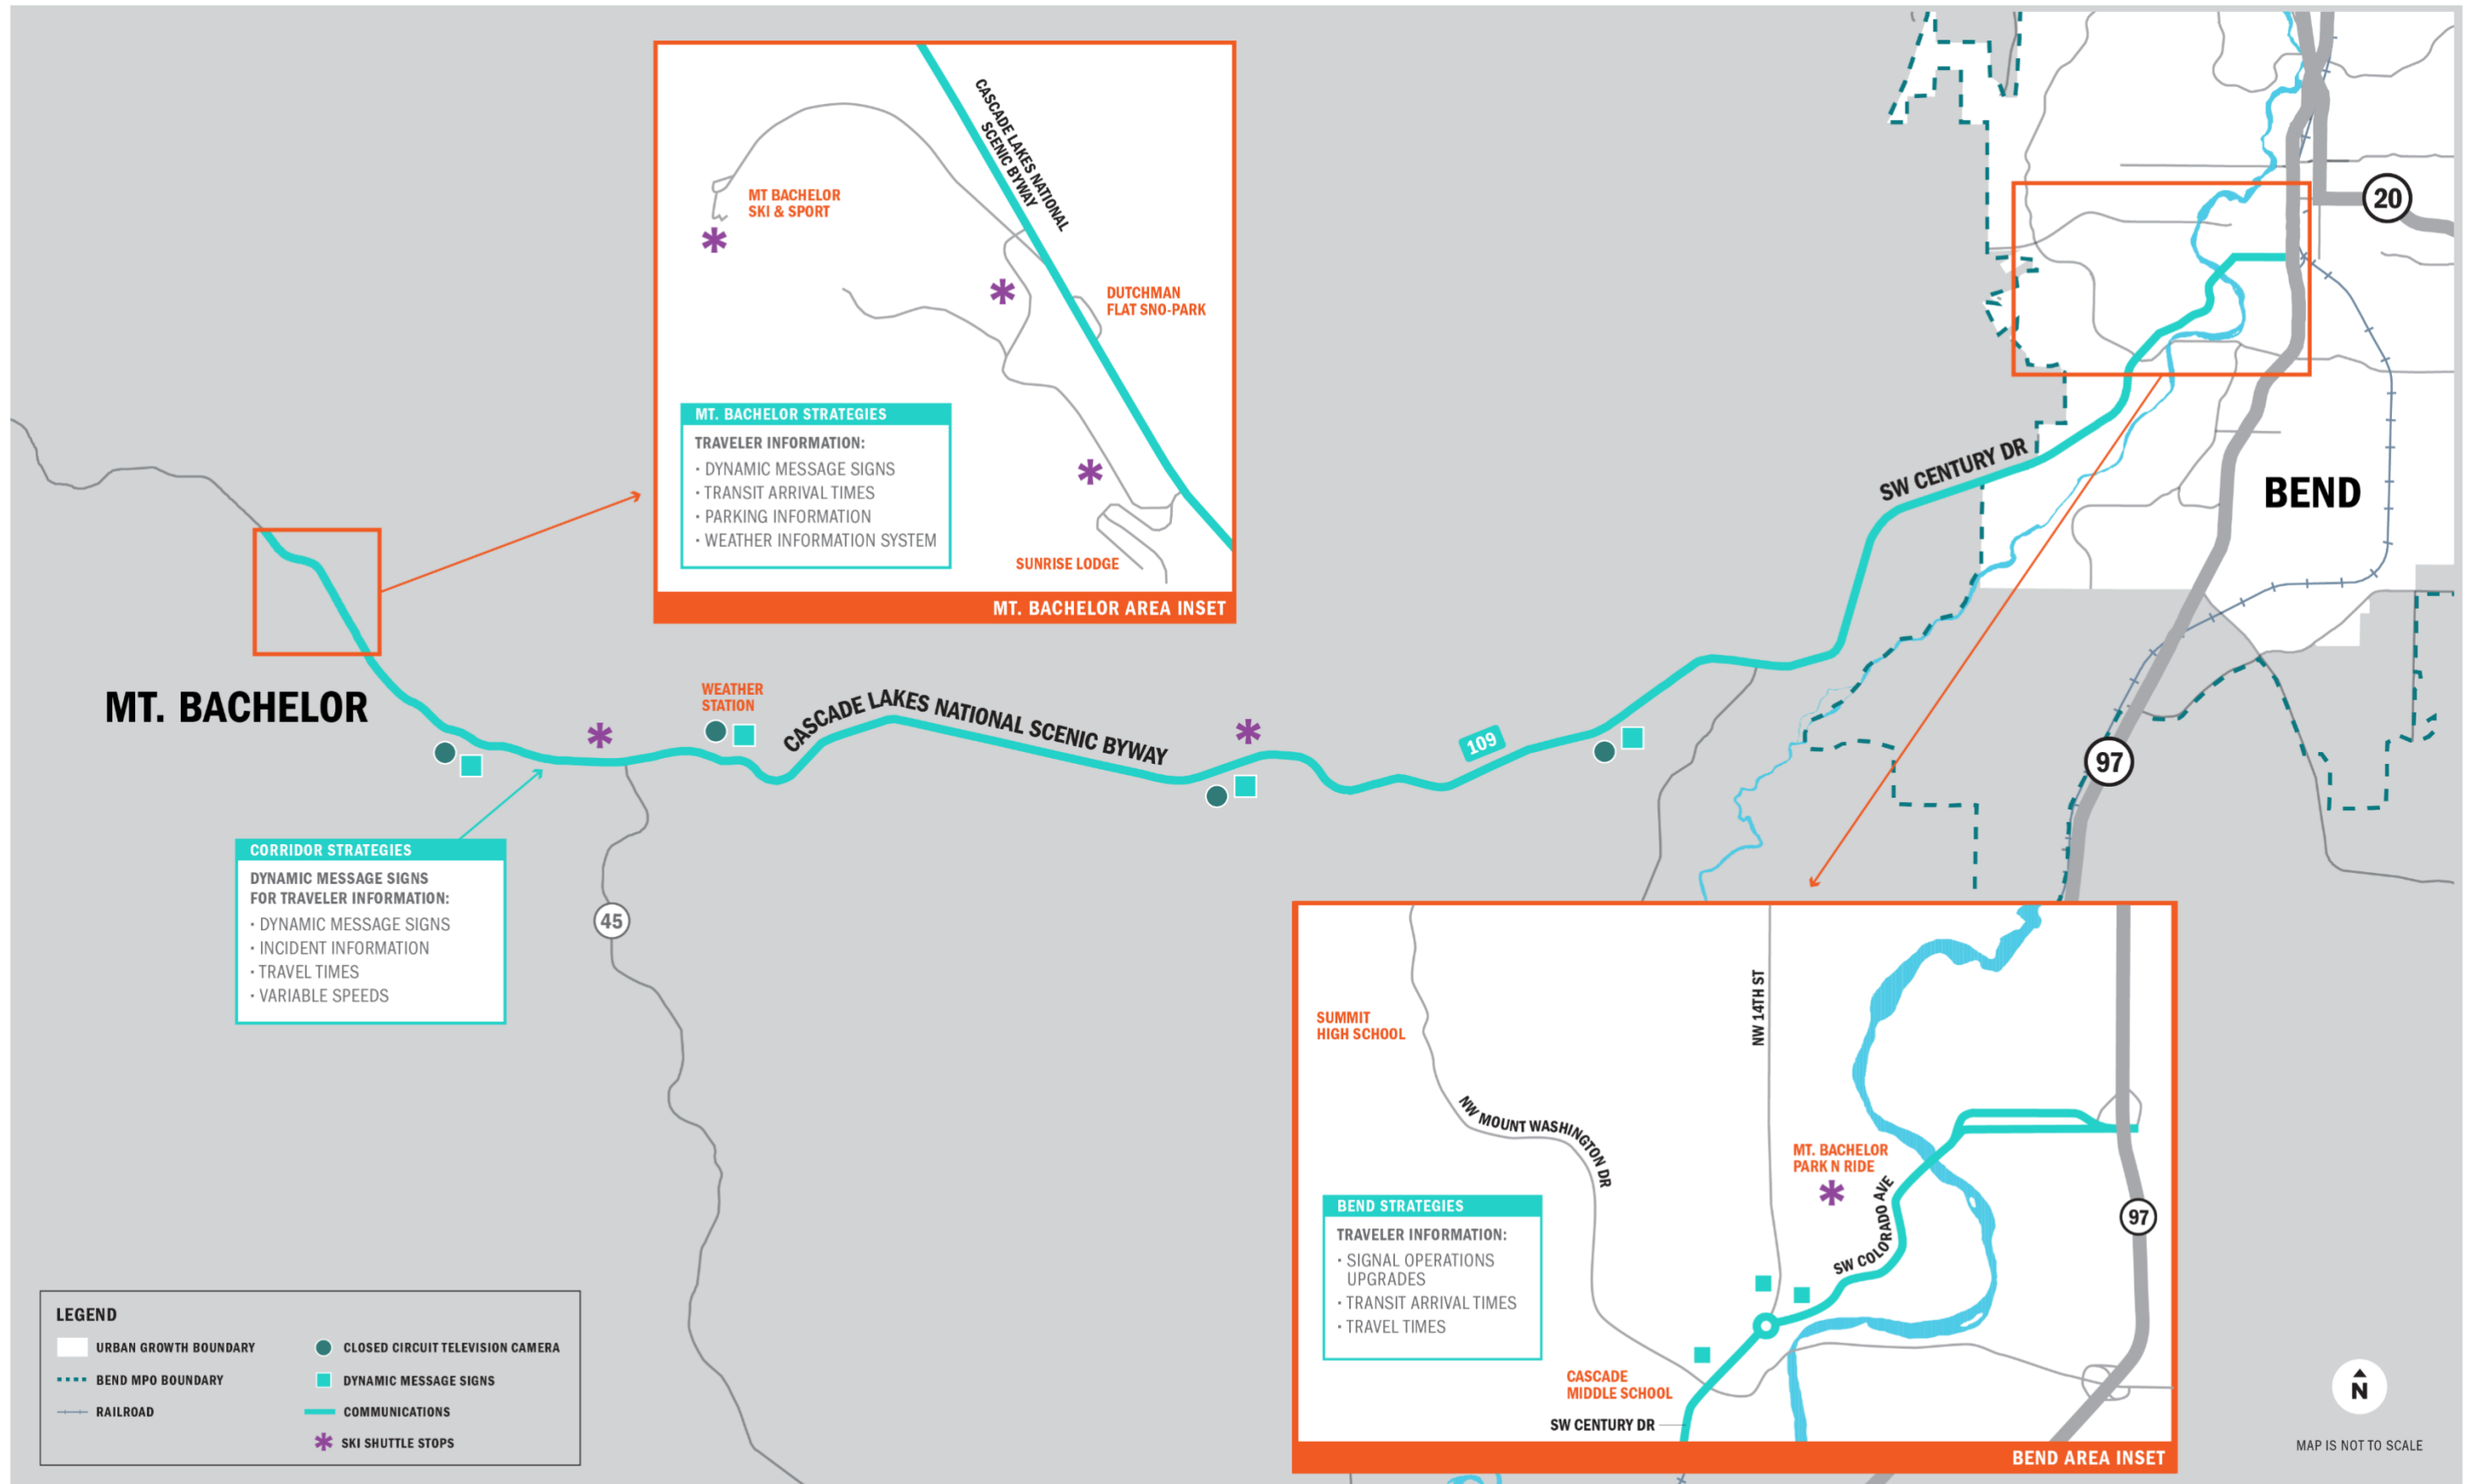 CASCADE LAKES NATIONAL
SCENIC BYWAY
MT BACHELOR
SKI & SPORT
DUTCHMAN
FLAT SNO-PARK
MT. BACHELOR STRATEGIES
TRAVELER INFORMATION:
· DYNAMIC MESSAGE SIGNS
· TRANSIT ARRIVAL TIMES
· PARKING INFORMATION
· WEATHER INFORMATION SYSTEM
SUNRISE LODGE
MT. BACHELOR AREA INSET
20
SW CENTURY DR
BEND
MT. BACHELOR
WEATHER
STATION
CASCADE LAKES NATIONAL SCENIC BYWAY
109
97
CORRIDOR STRATEGIES
DYNAMIC MESSAGE SIGNS
FOR TRAVELER INFORMATION:
· DYNAMIC MESSAGE SIGNS
· INCIDENT INFORMATION
· TRAVEL TIMES
· VARIABLE SPEEDS
45
SUMMIT
HIGH SCHOOL
NW 14TH ST
NW MOUNT WASHINGTON DR
MT. BACHELOR
PARK N RIDE
SW COLORADO AVE
97
BEND STRATEGIES
TRAVELER INFORMATION:
· SIGNAL OPERATIONS
UPGRADES
· TRANSIT ARRIVAL TIMES
· TRAVEL TIMES
CASCADE
MIDDLE SCHOOL
SW CENTURY DR
BEND AREA INSET
LEGEND
URBAN GROWTH BOUNDARY
BEND MPO BOUNDARY
RAILROAD
CLOSED CIRCUIT TELEVISION CAMERA
DYNAMIC MESSAGE SIGNS
COMMUNICATIONS
SKI SHUTTLE STOPS
N
MAP IS NOT TO SCALE